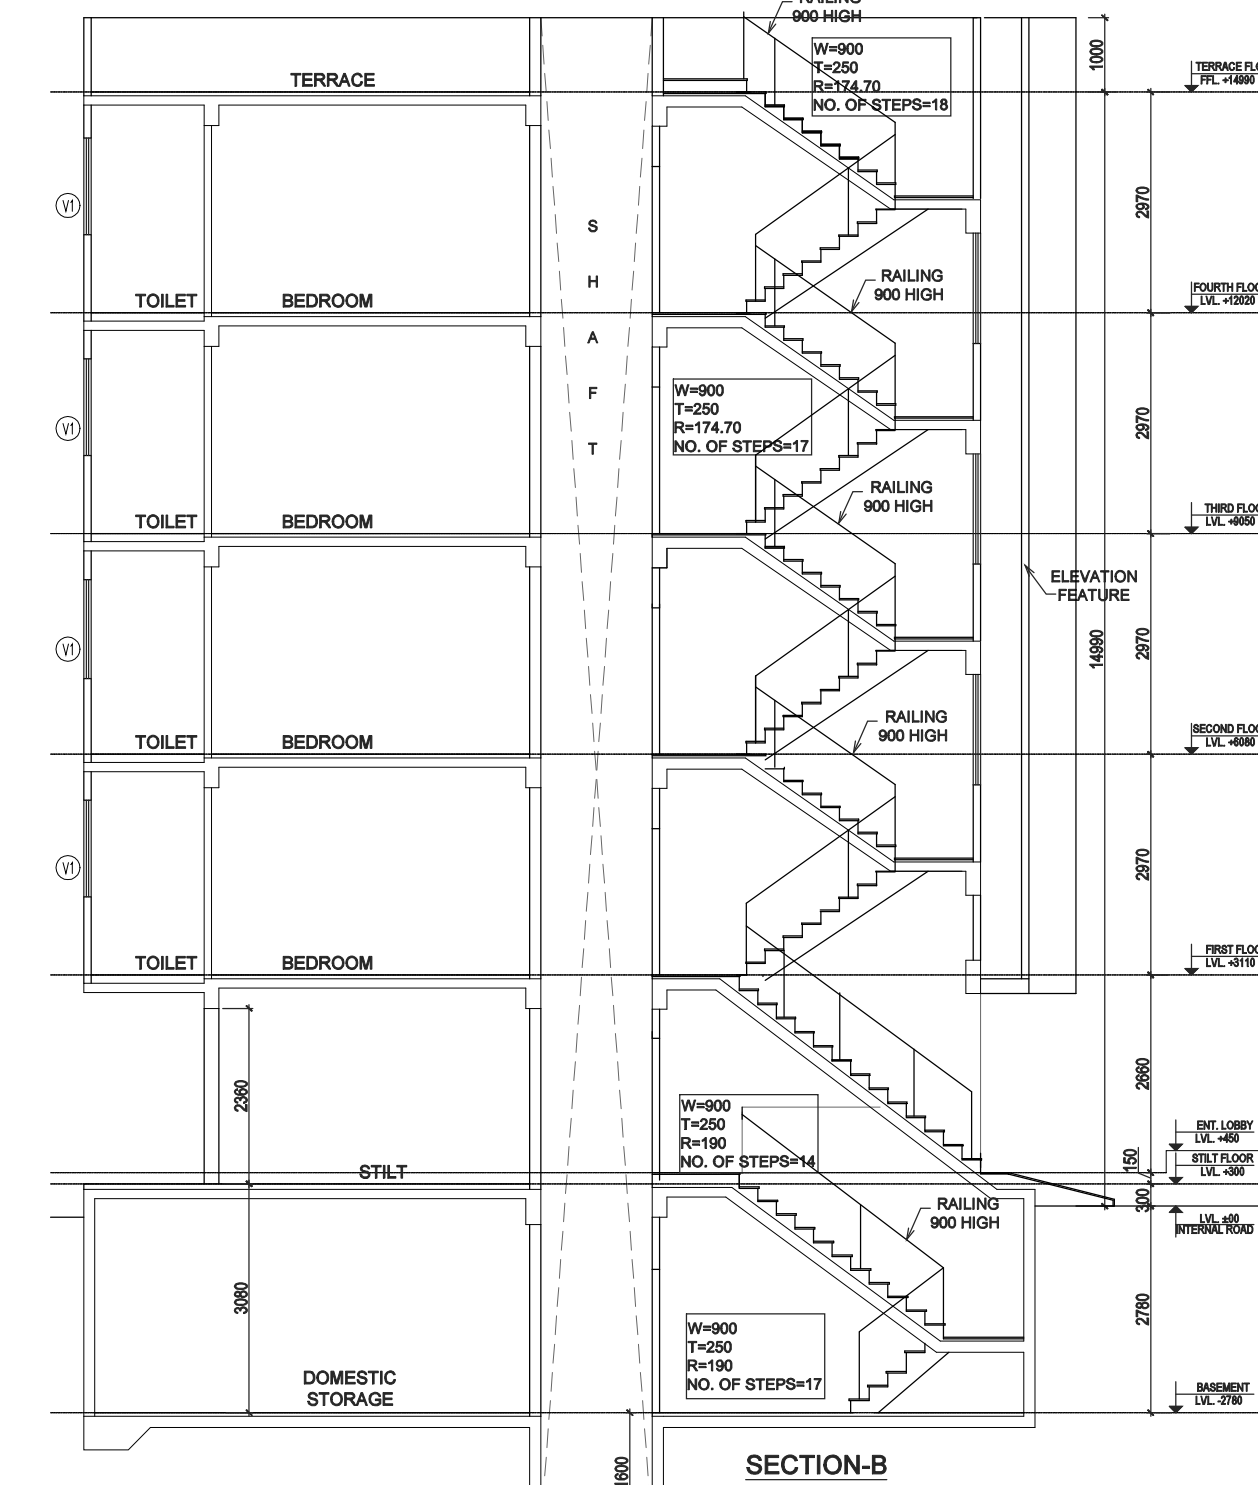 RAILING
900 HIGH
W=900
T=250
R=174.70
NO. OF STEPS=18
1000
TERRACE FLO
FFL. +14990
TERRACE
2970
V1
S
H
A
F
T
TOILET
BEDROOM
RAILING
900 HIGH
FOURTH FLOO
LVL. +12020
W=900
T=250
R=174.70
NO. OF STEPS=17
2970
V1
RAILING
900 HIGH
TOILET
BEDROOM
THIRD FLOO
LVL. +9050
ELEVATION
FEATURE
14990
2970
V1
RAILING
900 HIGH
TOILET
BEDROOM
SECOND FLOO
LVL. +6080
2970
V1
TOILET
BEDROOM
FIRST FLOO
LVL. +3110
2360
2660
W=900
T=250
R=190
NO. OF STEPS=14
ENT. LOBBY
LVL. +450
150
STILT FLOOR
LVL. +300
STILT
300
RAILING
900 HIGH
LVL. ±00
INTERNAL ROAD
3080
2780
W=900
T=250
R=190
NO. OF STEPS=17
DOMESTIC
STORAGE
BASEMENT
LVL. -2780
1600
SECTION-B